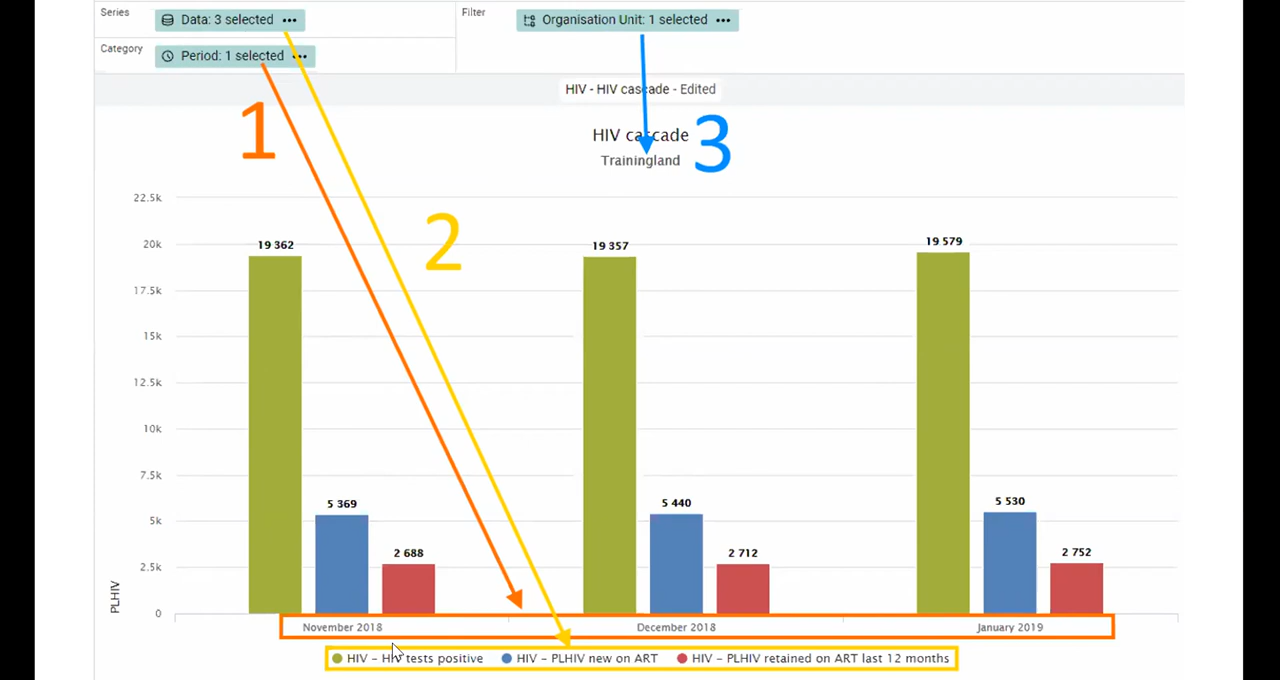 Series
Data: 3 selected
Filter
Organisation Unit: 1 selected
Category
Period: 1 selected
HIV - HIV cascade - Edited
1
HIV cascade
3
Trainingland
2
22.5k
20k
17.5k
15k
12.5k
10k
7.5k
5k
2.5k
0
PLHIV
19 362
19 357
19 579
5 369
5 440
5 530
2 688
2 712
2 752
November 2018
December 2018
January 2019
HIV – HIV tests positive
HIV – PLHIV new on ART
HIV – PLHIV retained on ART last 12 months